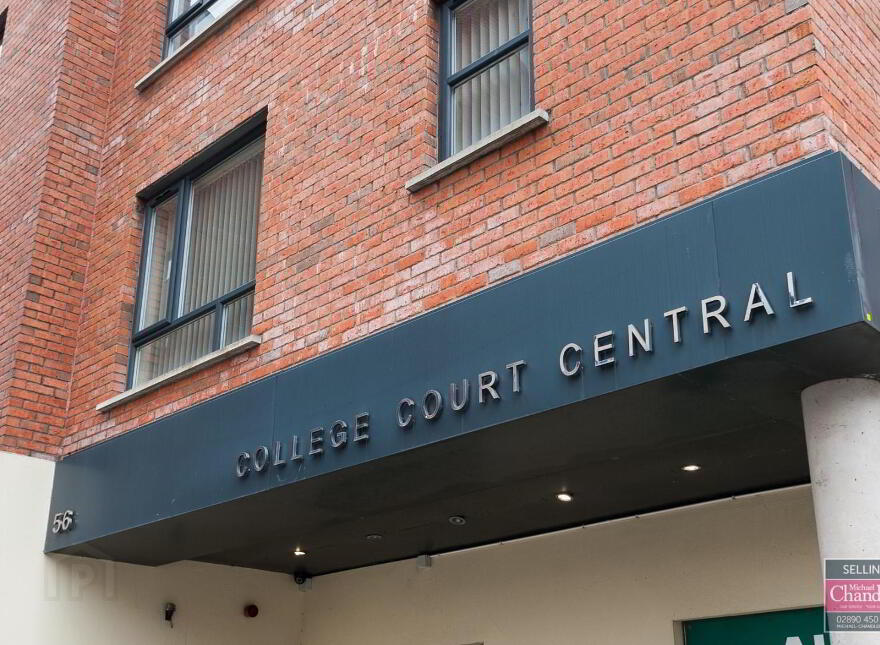 COLLEGE COURT CENTRAL
56
SELLIN
Michael
Chand
02890 450